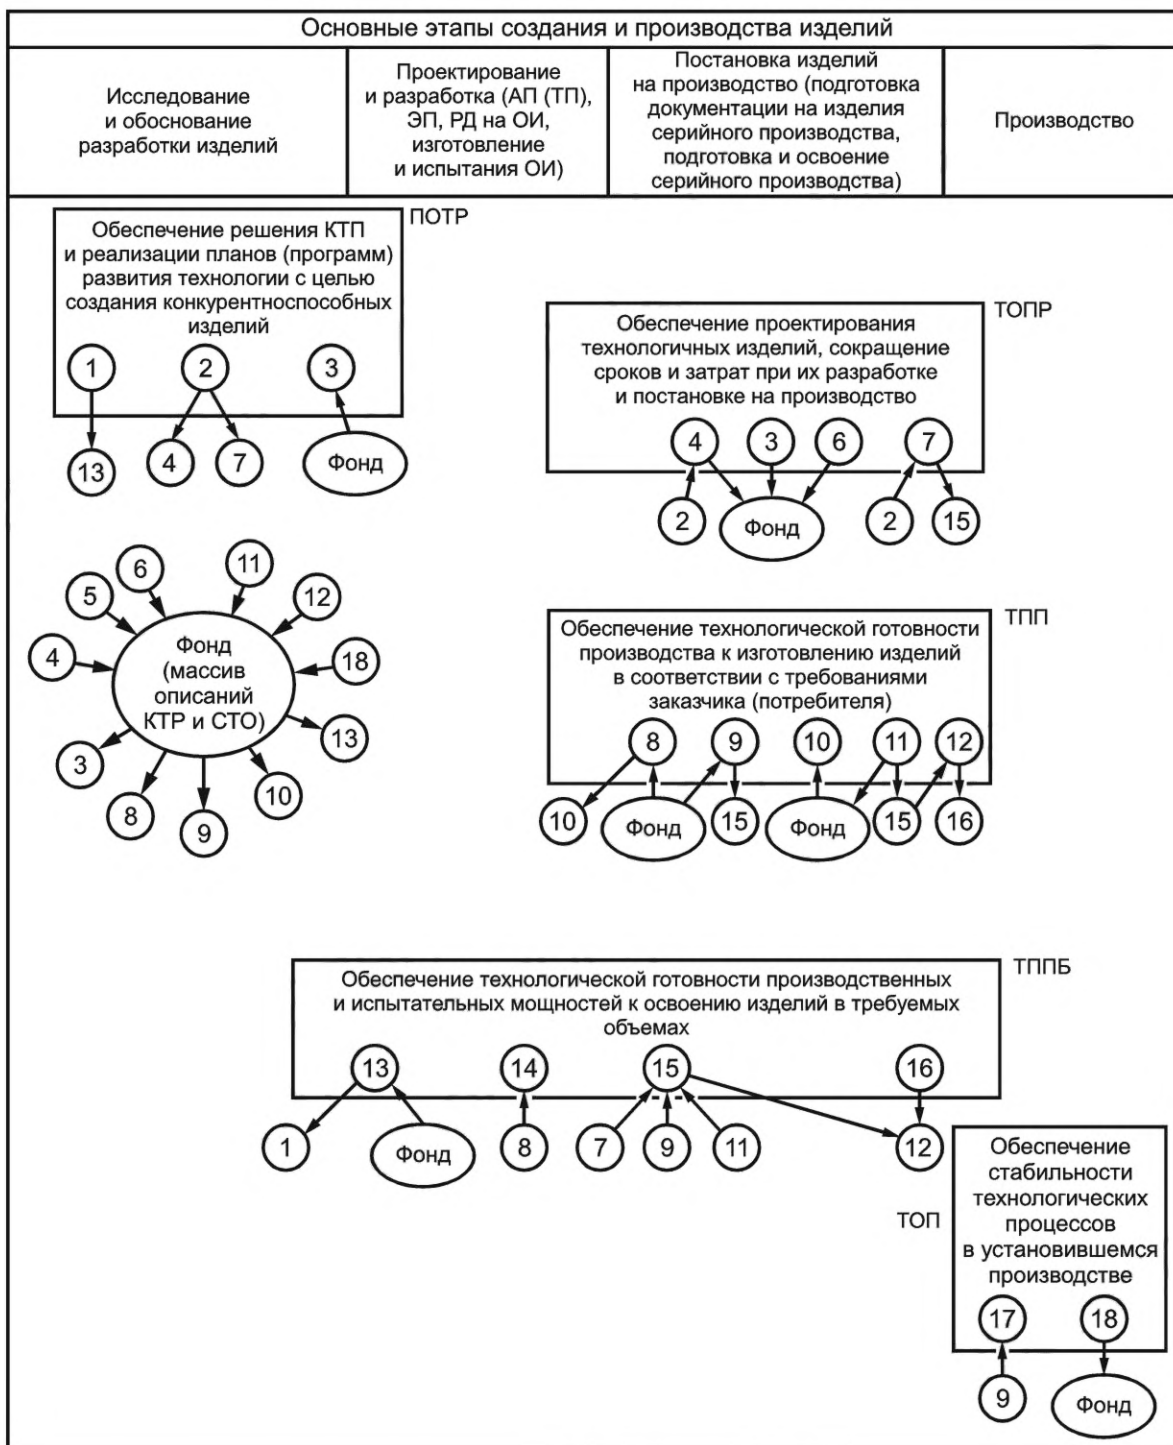 Основные этапы создания и производства изделий
Исследование
и обоснование
разработки изделий
Проектирование
и разработка (АП (ТП),
ЭП, РД на ОИ,
изготовление
и испытания ОИ)
Постановка изделий
на производство (подготовка
документации на изделия
серийного производства,
подготовка и освоение
серийного производства)
Производство
ПОТР
Обеспечение решения КТП
и реализации планов (программ)
развития технологии с целью
создания конкурентноспособных
изделий
1
2
3
13
4
7
Фонд
ТОПР
Обеспечение проектирования
технологичных изделий, сокращение
сроков и затрат при их разработке
и постановке на производство
4
3
6
7
2
Фонд
2
15
6
11
5
12
4
18
Фонд
(массив
описаний
КТР и СТО)
3
13
8
10
9
ТПП
Обеспечение технологической готовности
производства к изготовлению изделий
в соответствии с требованиями
заказчика (потребителя)
8
9
10
11
12
10
Фонд
15
Фонд
15
16
ТППБ
Обеспечение технологической готовности производственных
и испытательных мощностей к освоению изделий в требуемых
объемах
13
14
15
16
1
Фонд
8
7
9
11
12
ТОП
Обеспечение
стабильности
технологических
процессов
в установившемся
производстве
17
18
9
Фонд